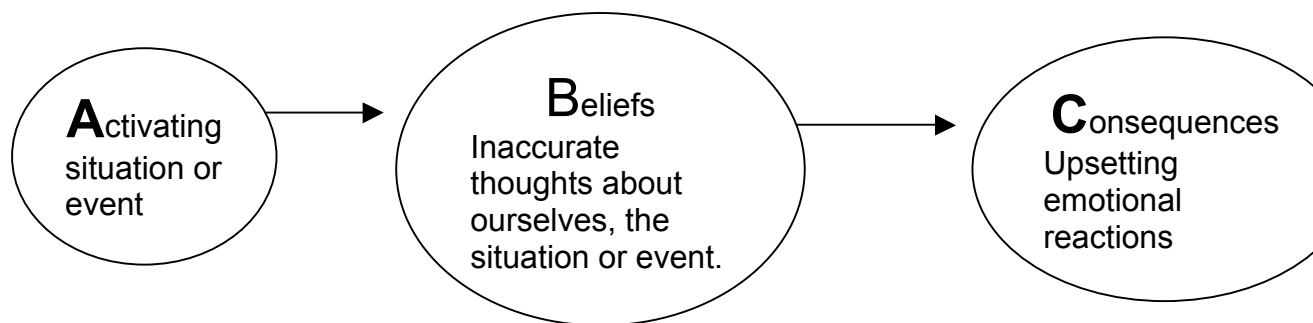 Activating
situation or
event
Beliefs
Inaccurate
thoughts about
ourselves, the
situation or event.
Consequences
Upsetting
emotional
reactions